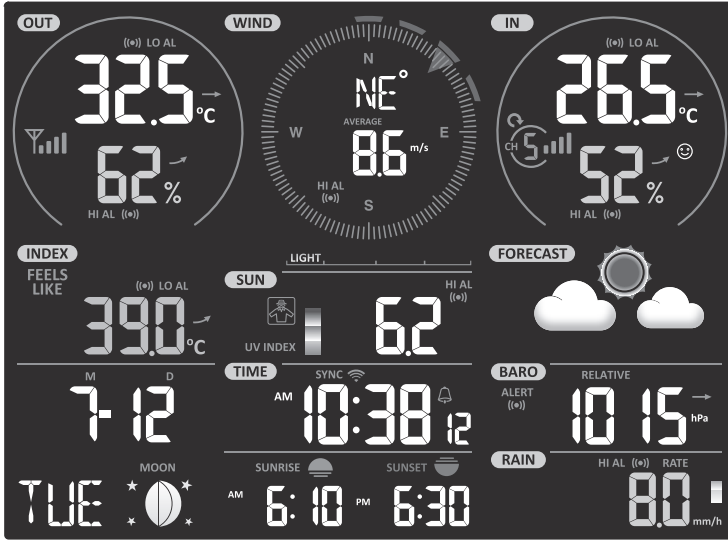 OUT
LO AL
32.5 °C
62 %
HI AL
WIND
N
NE°
AVERAGE
W
8.6 m/s
E
HI AL
S
IN
LO AL
26.5 °C
CH 5
52 %
HI AL
INDEX
FEELS
LIKE
LO AL
39.0 °C
LIGHT
SUN
HI AL
UV INDEX
6.2
FORECAST
M D
7-12
TUE
MOON
TIME
SYNC
AM 10:38 12
SUNRISE SUNSET
AM 6:10 PM 6:30
BARO
RELATIVE
ALERT
1015 hPa
RAIN
HI AL RATE
8.0 mm/h